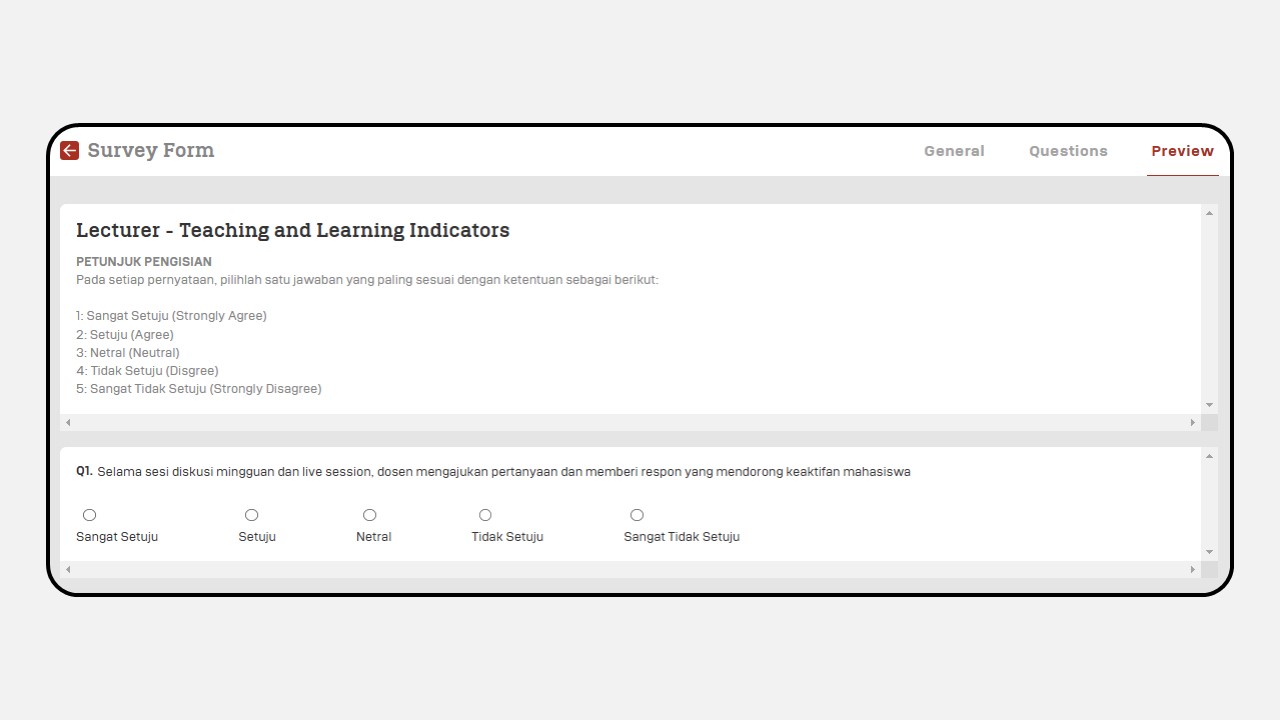 Survey Form General Questions Preview
Lecturer - Teaching and Learning Indicators
PETUNJUK PENGISIAN
Pada setiap pernyataan, pilihlah satu jawaban yang paling sesuai dengan ketentuan sebagai berikut:
1: Sangat Setuju (Strongly Agree)
2: Setuju (Agree)
3: Netral (Neutral)
4: Tidak Setuju (Disgree)
5: Sangat Tidak Setuju (Strongly Disagree)
Q1. Selama sesi diskusi mingguan dan live session, dosen mengajukan pertanyaan dan memberi respon yang mendorong keaktifan mahasiswa
Sangat Setuju Setuju Netral Tidak Setuju Sangat Tidak Setuju